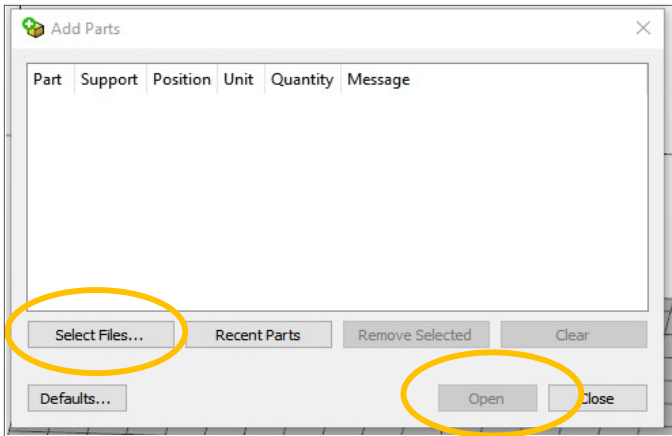 Add Parts
Part Support Position Unit Quantity Message
Select Files... Recent Parts Remove Selected Clear
Defaults... Open Close